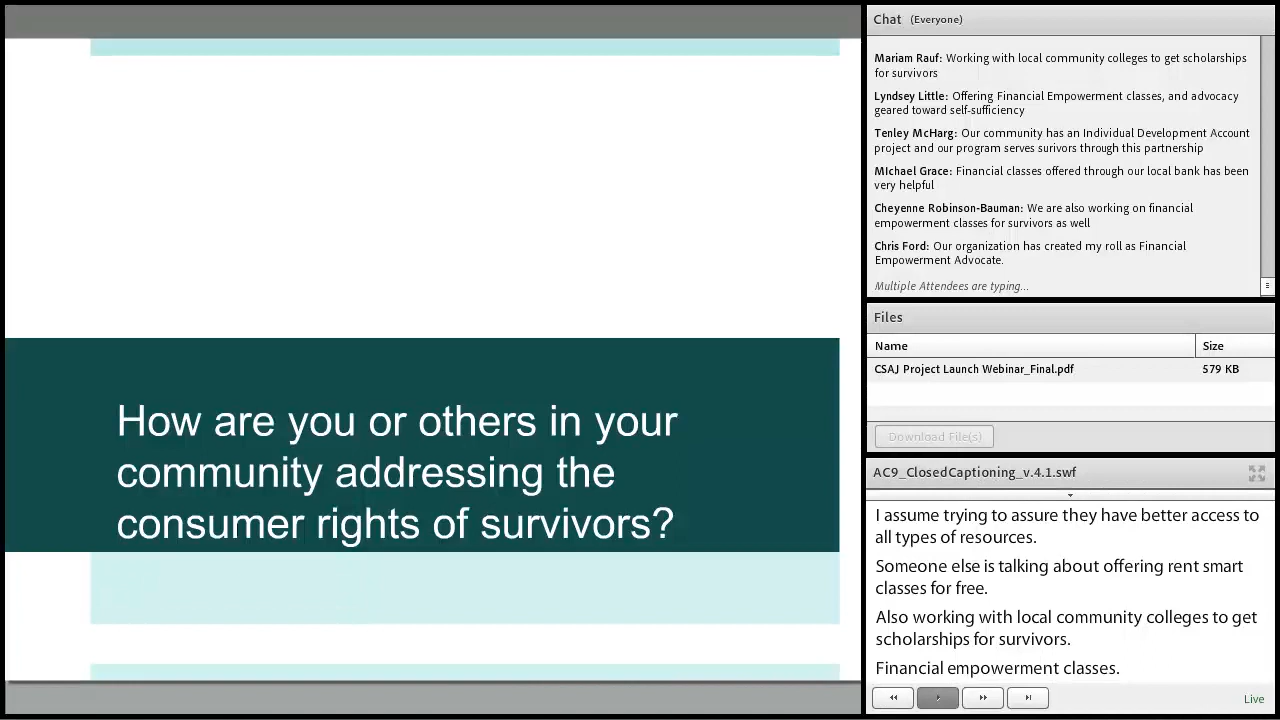 How are you or others in your
community addressing the
consumer rights of survivors?
Chat (Everyone)
Mariam Rauf: Working with local community colleges to get scholarships
for survivors
Lyndsey Little: Offering Financial Empowerment classes, and advocacy
geared toward self-sufficiency
Tenley McHarg: Our community has an Individual Development Account
project and our program serves surivors through this partnership
MIchael Grace: Financial classes offered through our local bank has been
very helpful
Cheyenne Robinson-Bauman: We are also working on financial
empowerment classes for survivors as well
Chris Ford: Our organization has created my roll as Financial
Empowerment Advocate.
Multiple Attendees are typing...
Files
Name Size
CSAJ Project Launch Webinar_Final.pdf 579 KB
Download File(s)
AC9_ClosedCaptioning_v.4.1.swf
I assume trying to assure they have better access to
all types of resources.
Someone else is talking about offering rent smart
classes for free.
Also working with local community colleges to get
scholarships for survivors.
Financial empowerment classes.
Live